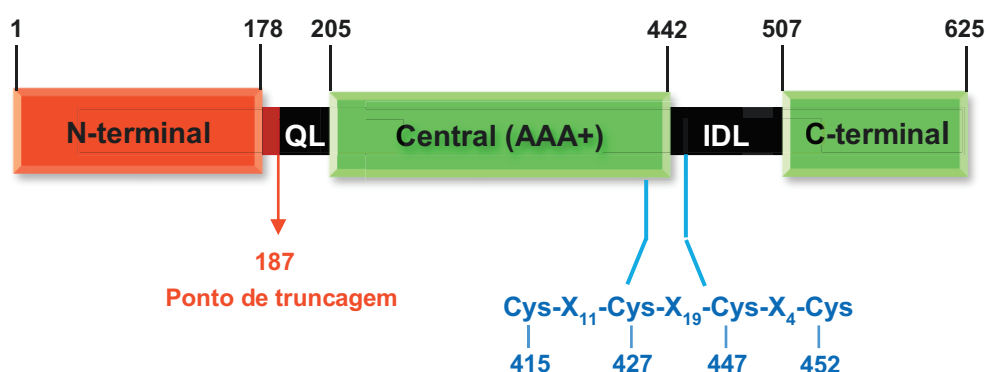 1 178 205 442 507 625
N-terminal QL Central (AAA+) IDL C-terminal
187
Ponto de truncagem
Cys-X₁₁-Cys-X₁₉-Cys-X₄-Cys
415 427 447 452